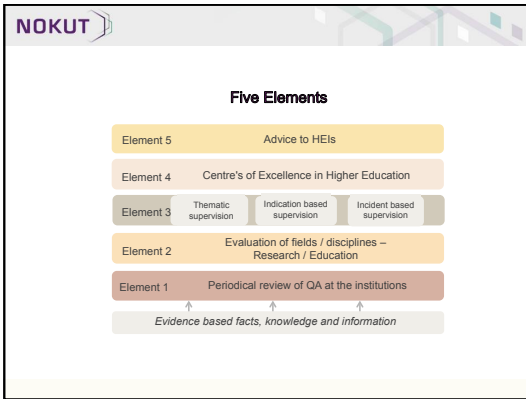 NOKUT
Five Elements
Element 5 Advice to HEIs
Element 4 Centre's of Excellence in Higher Education
Element 3
Thematic
supervision
Indication based
supervision
Incident based
supervision
Element 2
Evaluation of fields / disciplines –
Research / Education
Element 1 Periodical review of QA at the institutions
Evidence based facts, knowledge and information